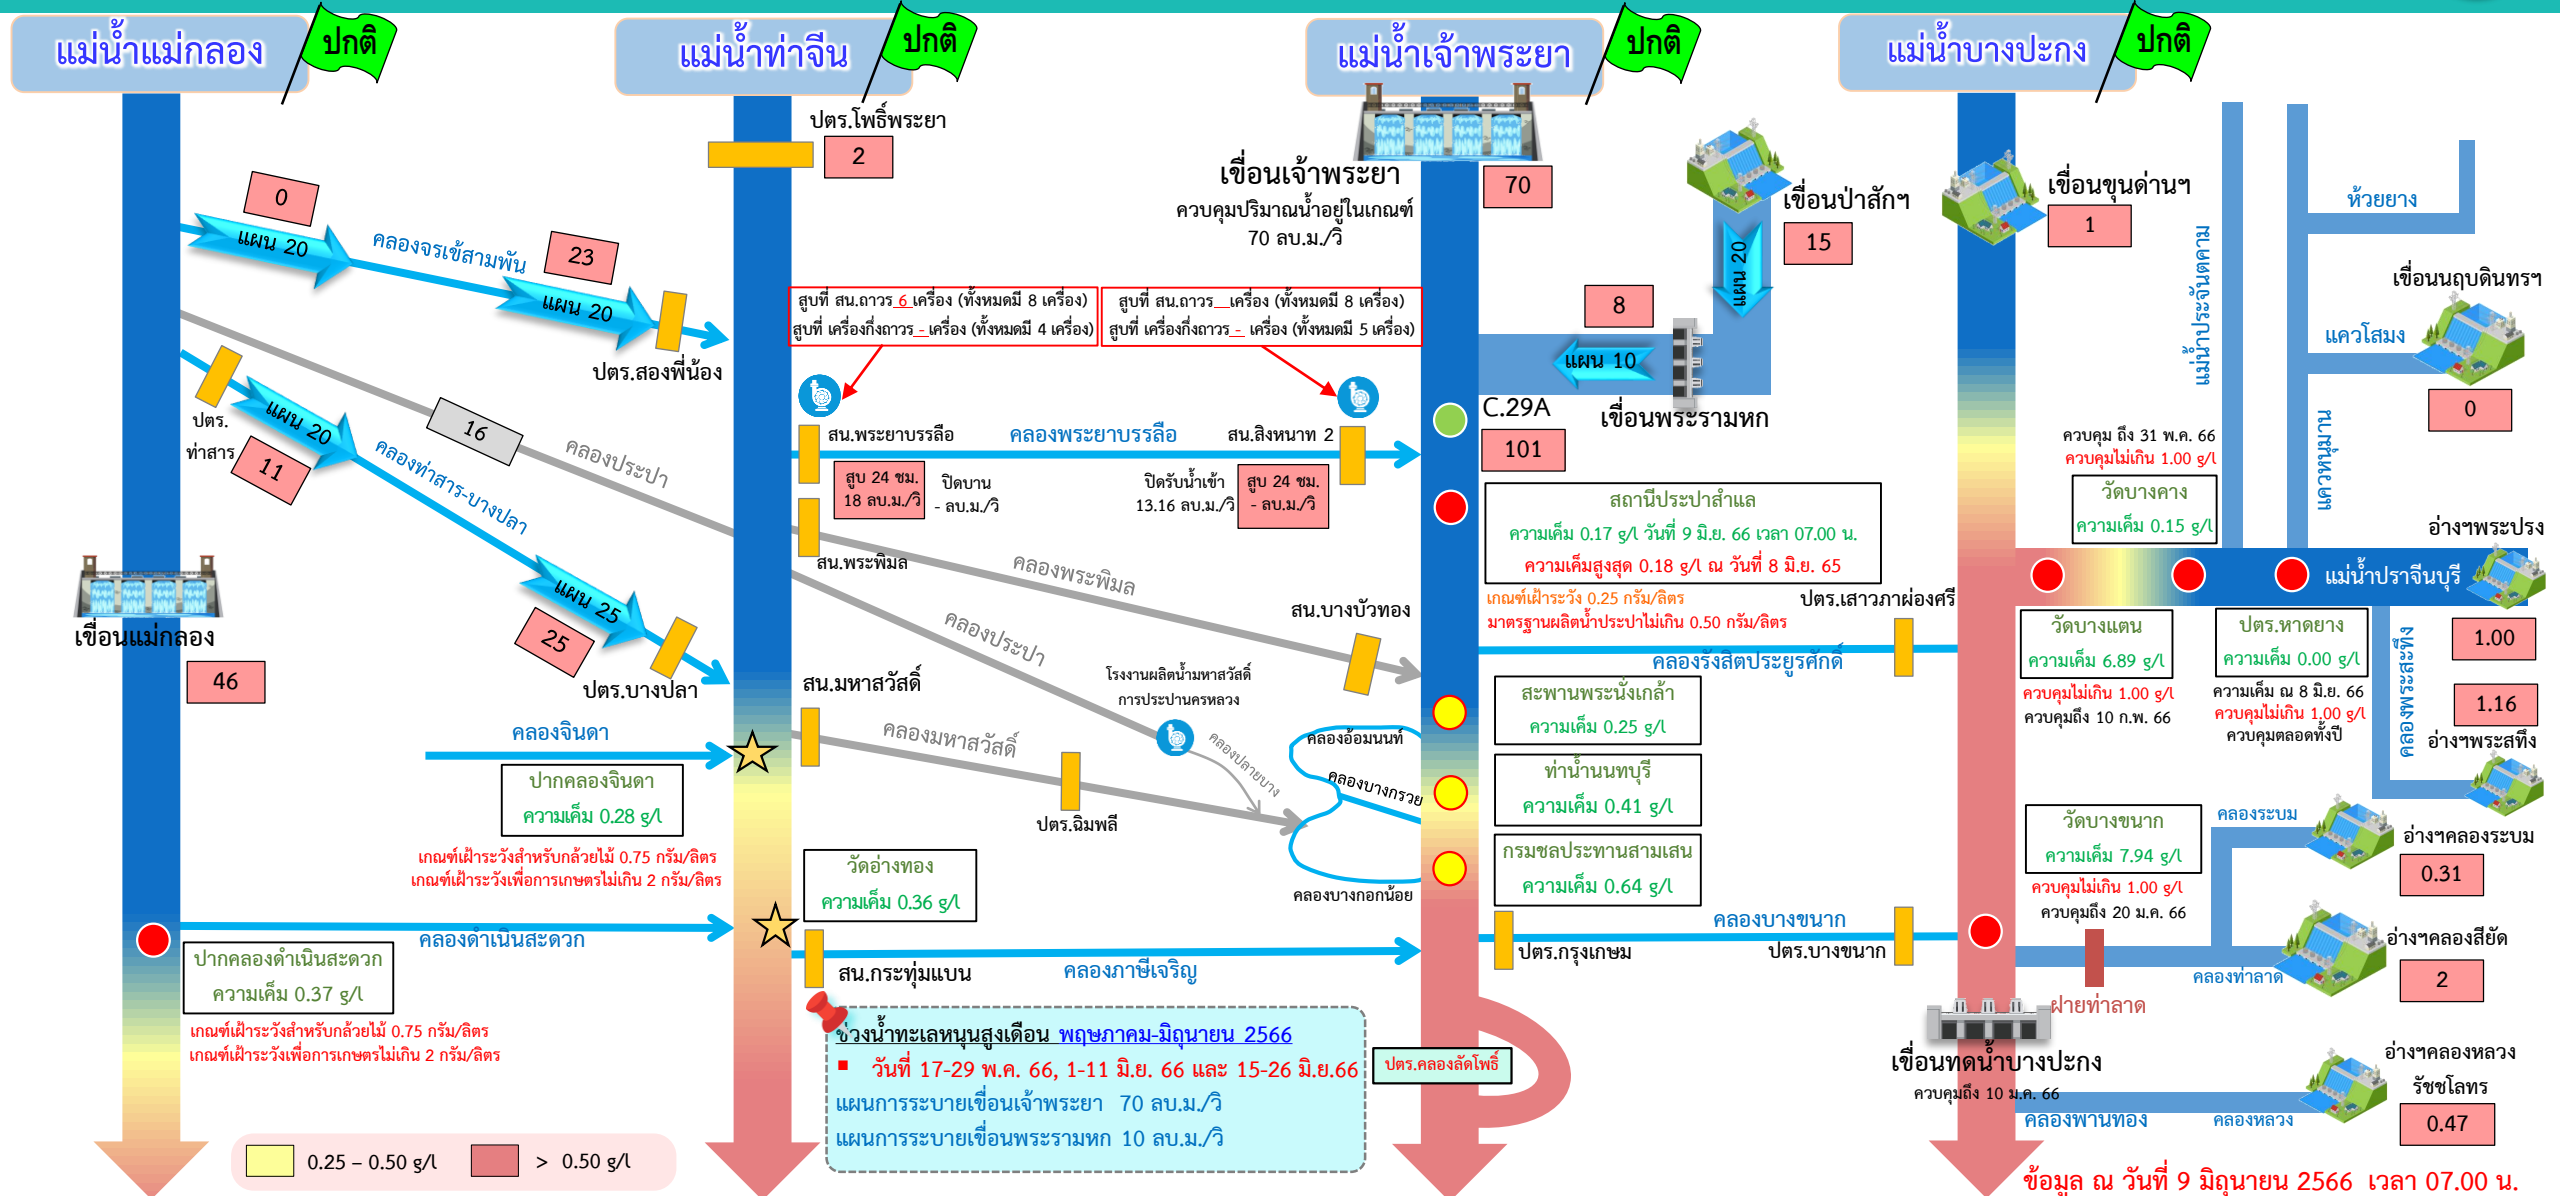 แม่น้ำแม่กลอง
ปกติ
แม่น้ำท่าจีน
ปกติ
แม่น้ำเจ้าพระยา
ปกติ
แม่น้ำบางปะกง
ปกติ
0
แผน 20
คลองจรเข้สามพัน
23
แผน 20
ปตร.สองพี่น้อง
ปตร.
ท่าสาร
แผน 20
11
คลองท่าสาร-บางปลา
16
คลองประปา
แผน 25
25
ปตร.บางปลา
เขื่อนแม่กลอง
46
คลองจินดา
ปากคลองจินดา
ความเค็ม 0.28 g/l
เกณฑ์เฝ้าระวังสำหรับกล้วยไม้ 0.75 กรัม/ลิตร
เกณฑ์เฝ้าระวังเพื่อการเกษตรไม่เกิน 2 กรัม/ลิตร
คลองดำเนินสะดวก
ปากคลองดำเนินสะดวก
ความเค็ม 0.37 g/l
เกณฑ์เฝ้าระวังสำหรับกล้วยไม้ 0.75 กรัม/ลิตร
เกณฑ์เฝ้าระวังเพื่อการเกษตรไม่เกิน 2 กรัม/ลิตร
0.25 – 0.50 g/l
> 0.50 g/l
ปตร.โพธิ์พระยา
2
สูบที่ สน.ถาวร 6 เครื่อง (ทั้งหมดมี 8 เครื่อง)
สูบที่ เครื่องกึ่งถาวร - เครื่อง (ทั้งหมดมี 4 เครื่อง)
สูบที่ สน.ถาวร__เครื่อง (ทั้งหมดมี 8 เครื่อง)
สูบที่ เครื่องกึ่งถาวร - เครื่อง (ทั้งหมดมี 5 เครื่อง)
สน.พระยาบรรลือ
คลองพระยาบรรลือ
สน.สิงหนาท 2
สูบ 24 ชม.
18 ลบ.ม./วิ
ปิดบาน
- ลบ.ม./วิ
ปิดรับน้ำเข้า
13.16 ลบ.ม./วิ
สูบ 24 ชม.
- ลบ.ม./วิ
สน.พระพิมล
คลองพระพิมล
คลองประปา
สน.บางบัวทอง
สน.มหาสวัสดิ์
คลองมหาสวัสดิ์
โรงงานผลิตน้ำมหาสวัสดิ์
การประปานครหลวง
คลองปลายบาง
ปตร.ฉิมพลี
คลองอ้อมนนท์
คลองบางกรวย
คลองบางกอกน้อย
วัดอ่างทอง
ความเค็ม 0.36 g/l
สน.กระทุ่มแบน
คลองภาษีเจริญ
ช่วงน้ำทะเลหนุนสูงเดือน พฤษภาคม-มิถุนายน 2566
วันที่ 17-29 พ.ค. 66, 1-11 มิ.ย. 66 และ 15-26 มิ.ย.66
แผนการระบายเขื่อนเจ้าพระยา 70 ลบ.ม./วิ
แผนการระบายเขื่อนพระรามหก 10 ลบ.ม./วิ
ปตร.คลองลัดโพธิ์
เขื่อนเจ้าพระยา
ควบคุมปริมาณน้ำอยู่ในเกณฑ์
70 ลบ.ม./วิ
70
เขื่อนป่าสักฯ
15
แผน 20
8
แผน 10
เขื่อนพระรามหก
C.29A
101
สถานีประปาสำแล
ความเค็ม 0.17 g/l วันที่ 9 มิ.ย. 66 เวลา 07.00 น.
ความเค็มสูงสุด 0.18 g/l ณ วันที่ 8 มิ.ย. 65
เกณฑ์เฝ้าระวัง 0.25 กรัม/ลิตร
มาตรฐานผลิตน้ำประปาไม่เกิน 0.50 กรัม/ลิตร
ปตร.เสาวภาผ่องศรี
คลองรังสิตประยูรศักดิ์
สะพานพระนั่งเกล้า
ความเค็ม 0.25 g/l
ท่าน้ำนนทบุรี
ความเค็ม 0.41 g/l
กรมชลประทานสามเสน
ความเค็ม 0.64 g/l
ปตร.กรุงเกษม
คลองบางขนาก
ปตร.บางขนาก
เขื่อนขุนด่านฯ
1
แม่น้ำประจันตคาม
ห้วยยาง
เขื่อนนฤบดินทรฯ
แควโสมง
0
แควหนุมาน
ควบคุม ถึง 31 พ.ค. 66
ควบคุมไม่เกิน 1.00 g/l
วัดบางคาง
ความเค็ม 0.15 g/l
อ่างฯพระปรง
แม่น้ำปราจีนบุรี
1.00
วัดบางแตน
ความเค็ม 6.89 g/l
ควบคุมไม่เกิน 1.00 g/l
ควบคุมถึง 10 ก.พ. 66
ปตร.หาดยาง
ความเค็ม 0.00 g/l
ความเค็ม ณ 8 มิ.ย. 66
ควบคุมไม่เกิน 1.00 g/l
ควบคุมตลอดทั้งปี
คลองพระสะทึง
1.16
อ่างฯพระสทึง
วัดบางขนาก
ความเค็ม 7.94 g/l
ควบคุมไม่เกิน 1.00 g/l
ควบคุมถึง 20 ม.ค. 66
คลองระบม
อ่างฯคลองระบม
0.31
อ่างฯคลองสียัด
2
คลองท่าลาด
ฝายท่าลาด
เขื่อนทดน้ำบางปะกง
ควบคุมถึง 10 ม.ค. 66
คลองพานทอง
คลองหลวง
อ่างฯคลองหลวง
รัชชโลทร
0.47
ข้อมูล ณ วันที่ 9 มิถุนายน 2566 เวลา 07.00 น.